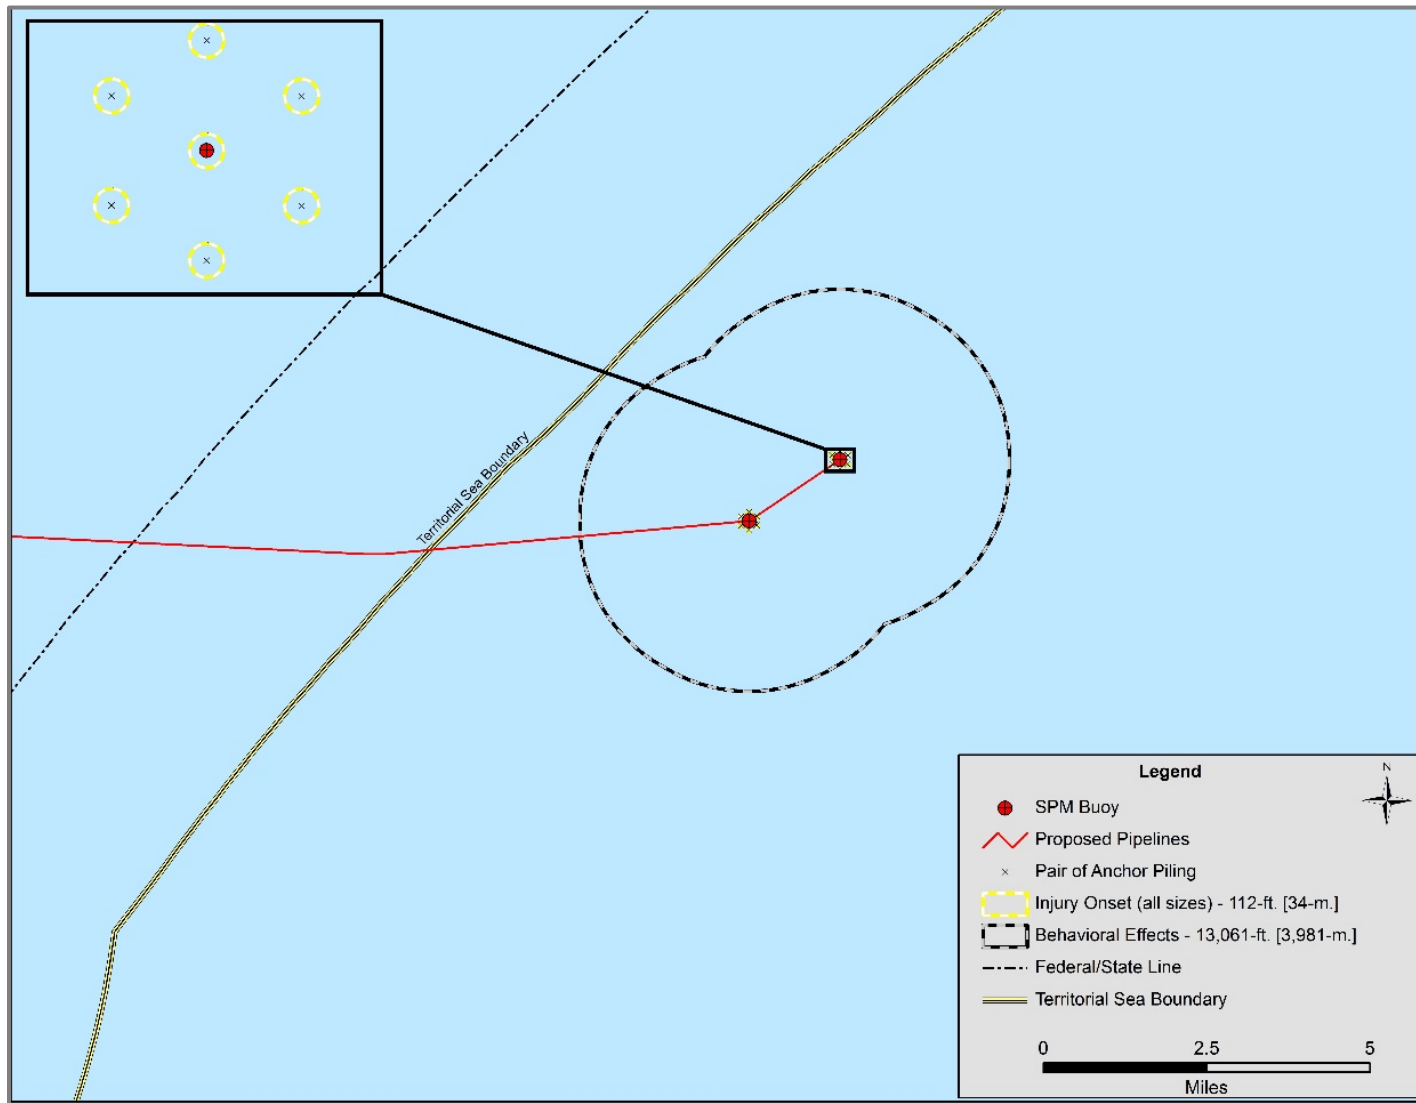 Territorial Sea Boundary
Legend
N
SPM Buoy
Proposed Pipelines
Pair of Anchor Piling
Injury Onset (all sizes) - 112-ft. [34-m.]
Behavioral Effects - 13,061-ft. [3,981-m.]
Federal/State Line
Territorial Sea Boundary
0 2.5 5
Miles